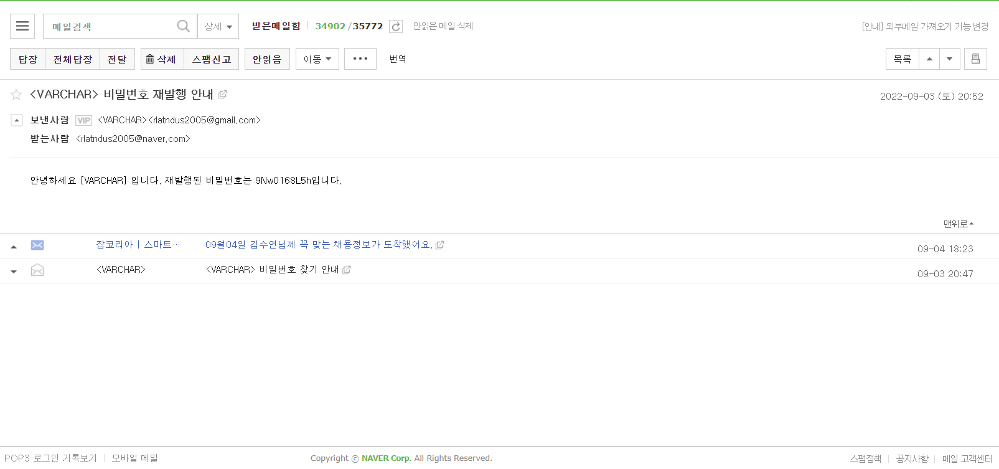 메일검색 상세 받은메일함 34902/35772 안읽은 메일 삭제 [안내] 외부메일 가져오기 기능 변경
답장 전체답장 전달 삭제 스팸신고 안읽음 이동 ••• 번역 목록
<VARCHAR> 비밀번호 재발행 안내 2022-09-03 (토) 20:52
보낸사람 VIP <VARCHAR><rlatndus2005@gmail.com>
받는사람 <rlatndus2005@naver.com>
안녕하세요 [VARCHAR] 입니다. 재발행된 비밀번호는 9Nw0168L5h입니다.
맨위로
잡코리아 | 스마트… 09월04일 김수연님께 꼭 맞는 채용정보가 도착했어요. 09-04 18:23
<VARCHAR> <VARCHAR> 비밀번호 찾기 안내 09-03 20:47
POP3 로그인 기록보기 모바일 메일 Copyright © NAVER Corp. All Rights Reserved. 스팸정책 공지사항 메일 고객센터